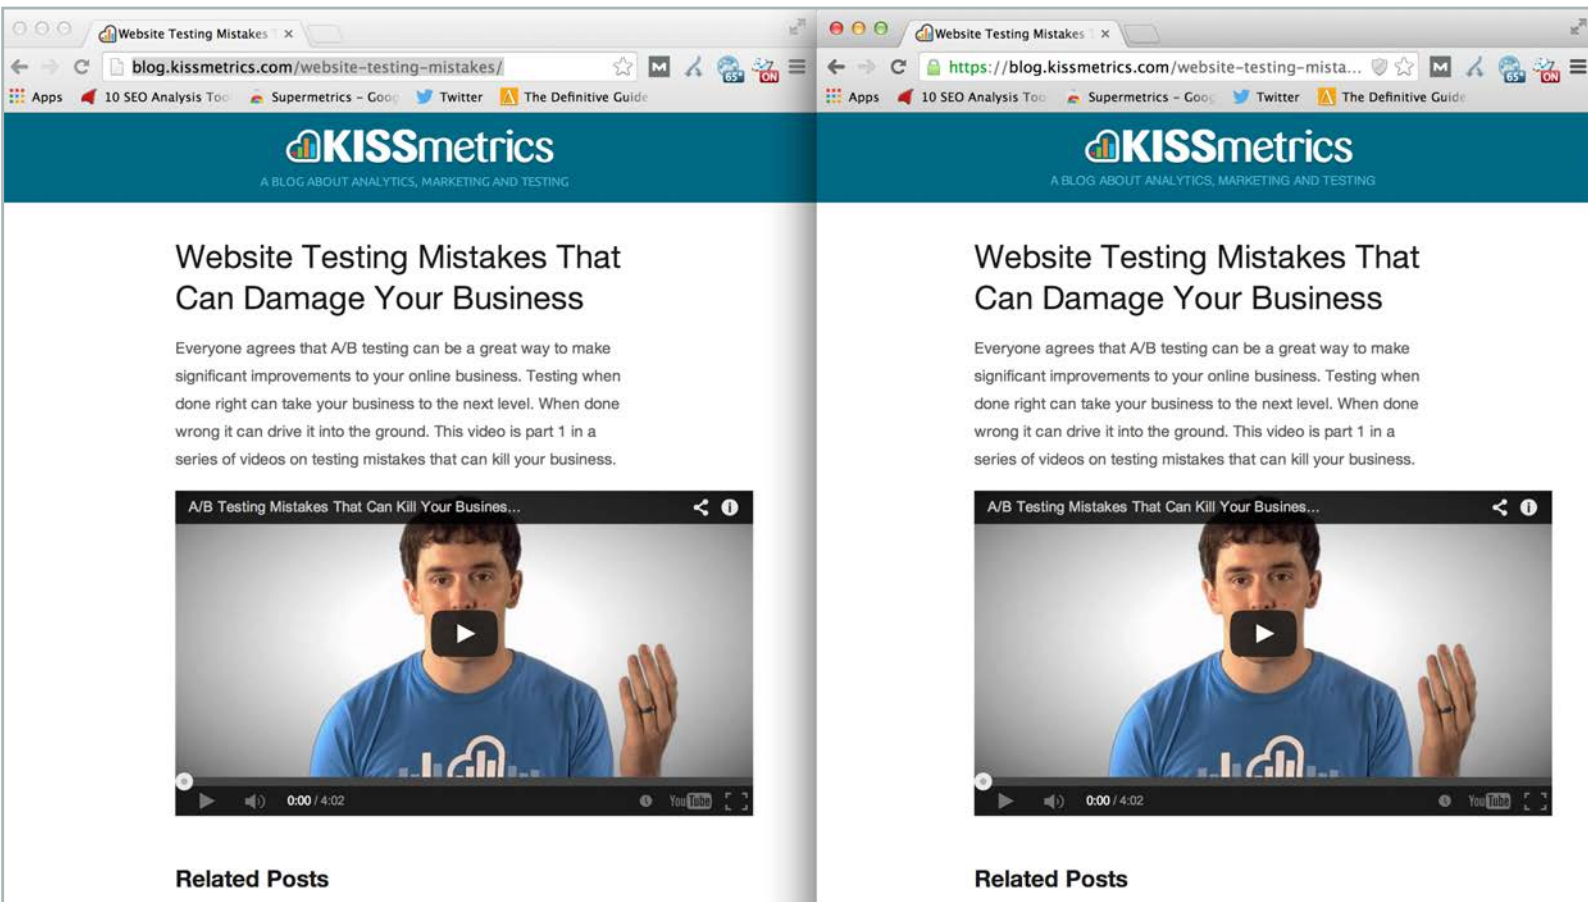 Website Testing Mistakes
blog.kissmetrics.com/website-testing-mistakes/
65°
ON
Apps 10 SEO Analysis Too Supermetrics - Goog Twitter The Definitive Guide
KISSmetrics
A BLOG ABOUT ANALYTICS, MARKETING AND TESTING
Website Testing Mistakes That
Can Damage Your Business
Everyone agrees that A/B testing can be a great way to make
significant improvements to your online business. Testing when
done right can take your business to the next level. When done
wrong it can drive it into the ground. This video is part 1 in a
series of videos on testing mistakes that can kill your business.
A/B Testing Mistakes That Can Kill Your Busines...
0:00 / 4:02
YouTube
Related Posts
Website Testing Mistakes
https://blog.kissmetrics.com/website-testing-mista...
65°
ON
Apps 10 SEO Analysis Too Supermetrics - Goog Twitter The Definitive Guide
KISSmetrics
A BLOG ABOUT ANALYTICS, MARKETING AND TESTING
Website Testing Mistakes That
Can Damage Your Business
Everyone agrees that A/B testing can be a great way to make
significant improvements to your online business. Testing when
done right can take your business to the next level. When done
wrong it can drive it into the ground. This video is part 1 in a
series of videos on testing mistakes that can kill your business.
A/B Testing Mistakes That Can Kill Your Busines...
0:00 / 4:02
YouTube
Related Posts